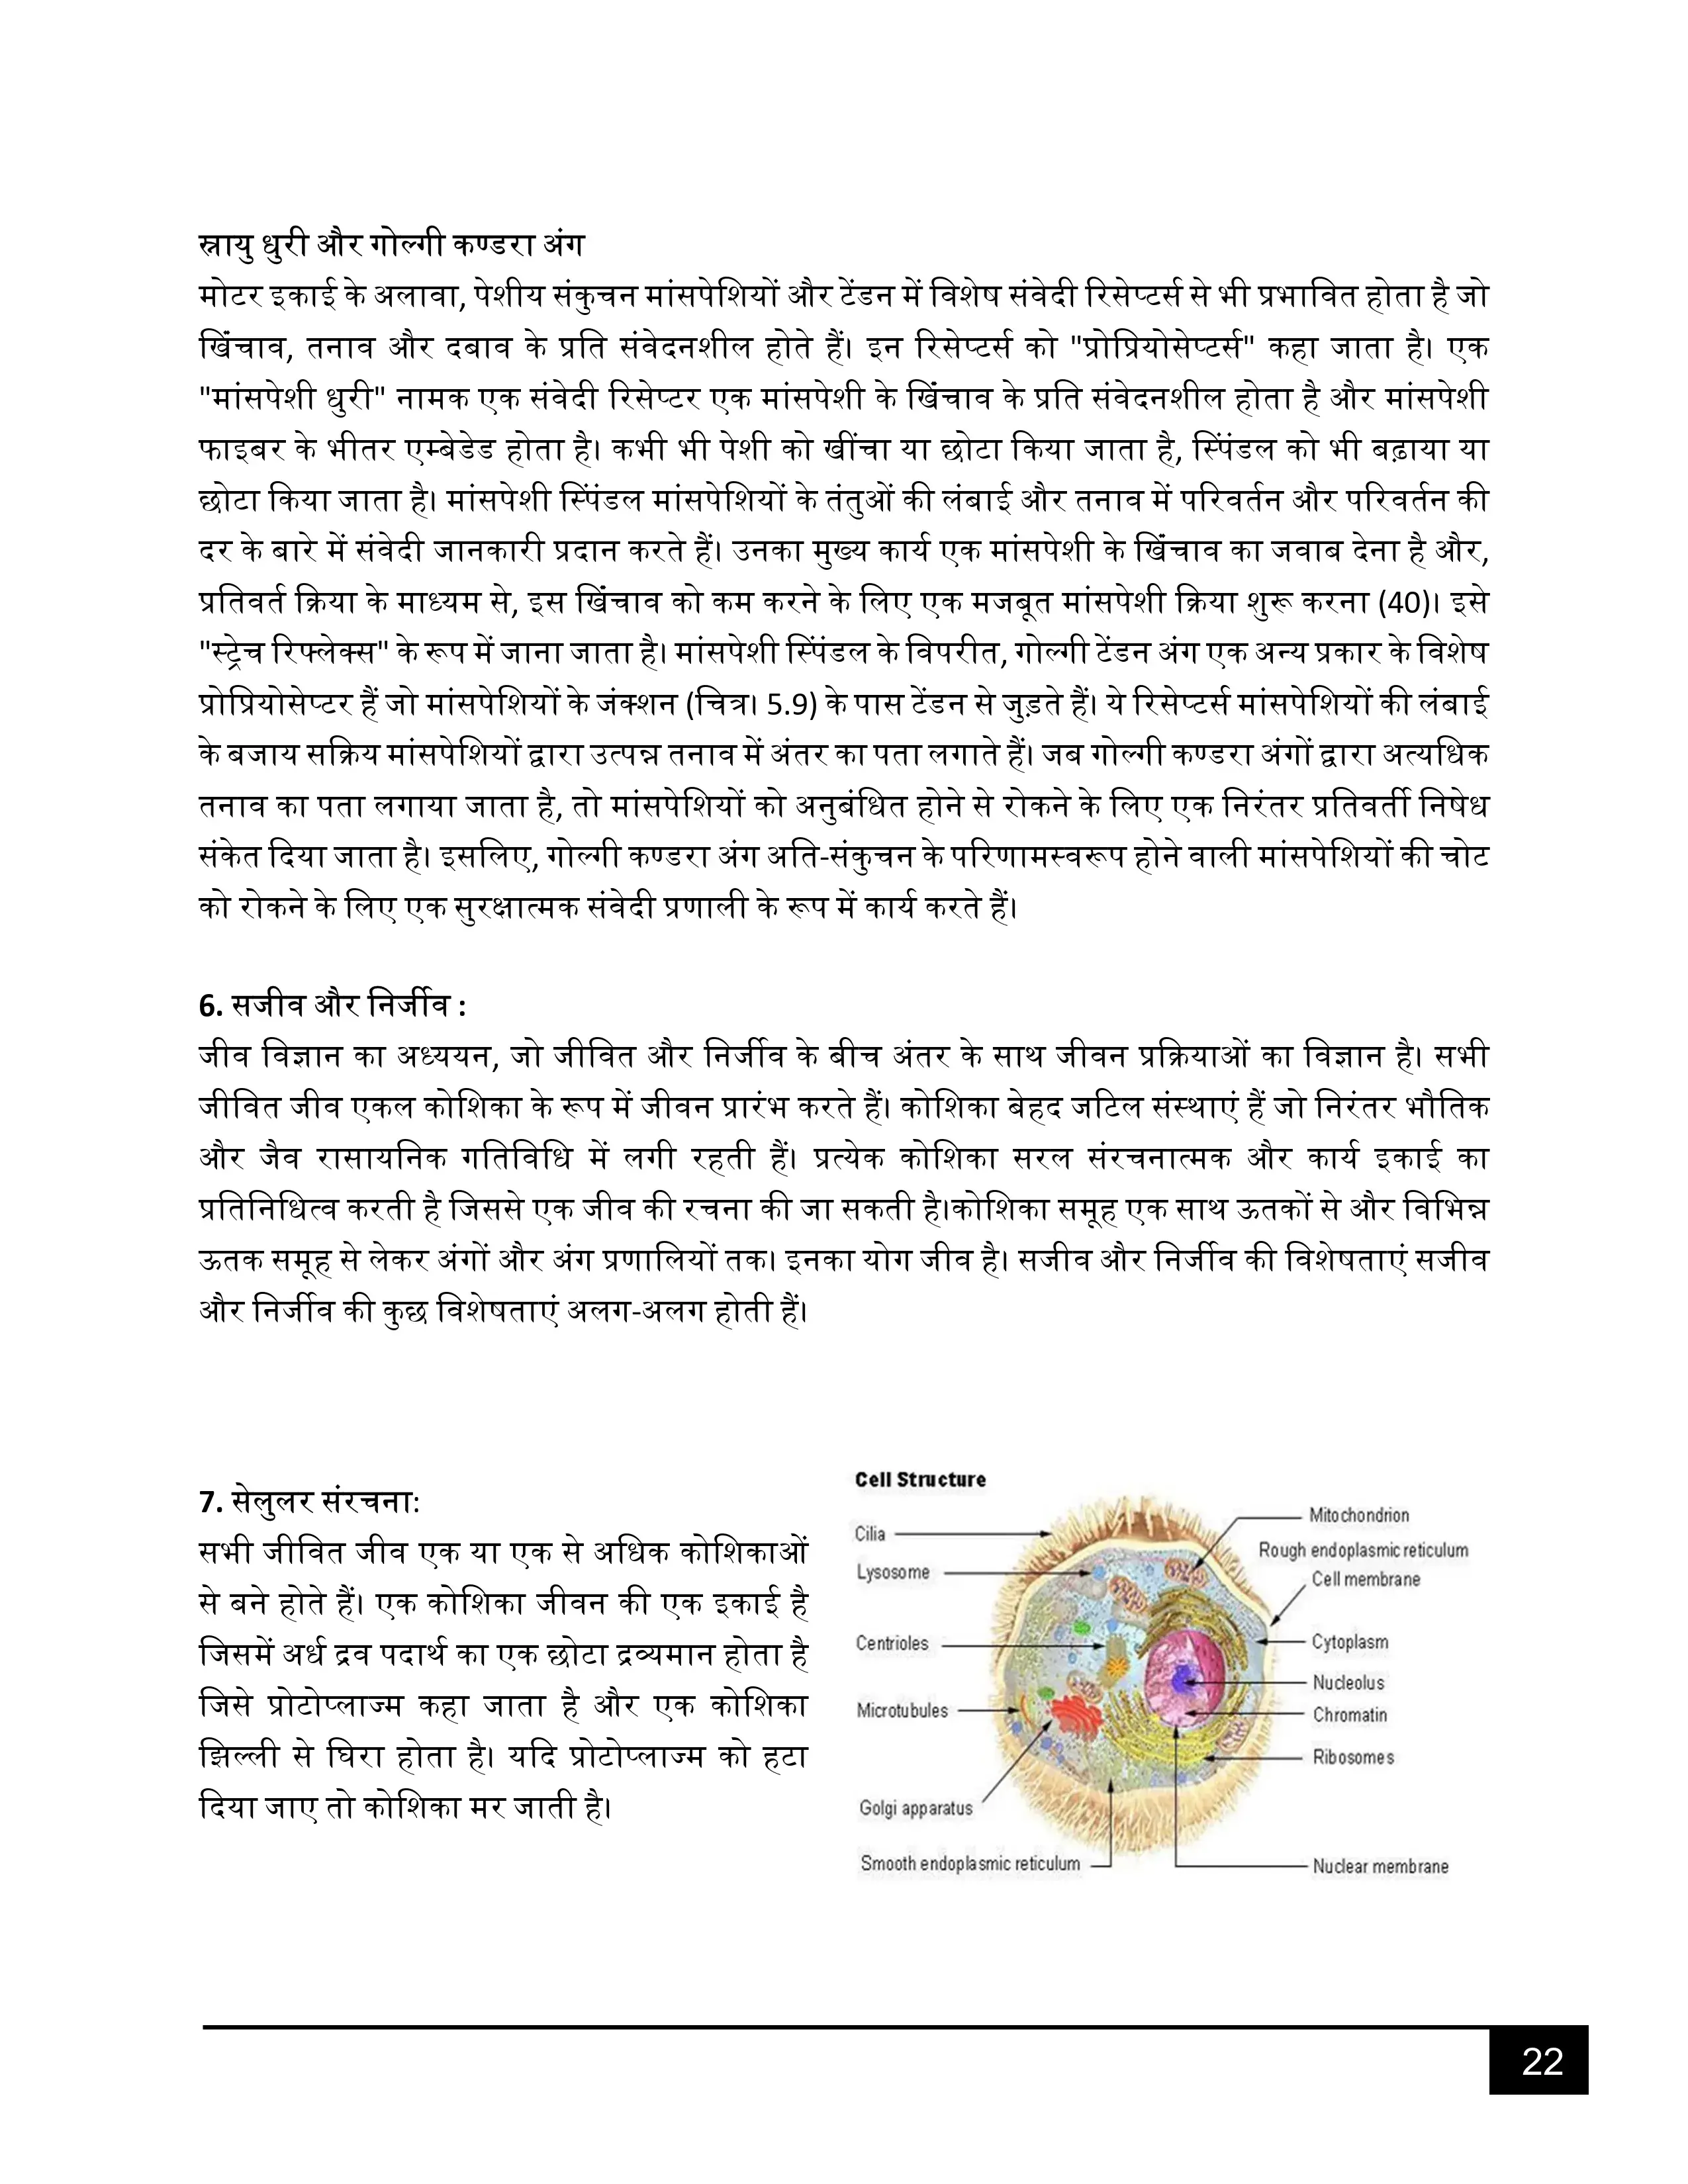 स्नायु धुरी और गोल्गी कण्डरा अंग
मोटर इकाई के अलावा, पेशीय संकुचन मांसपेशियों और टेंडन में विशेष संवेदी रिसेप्टर्स से भी प्रभावित होता है जो
खिंचाव, तनाव और दबाव के प्रति संवेदनशील होते हैं। इन रिसेप्टर्स को "प्रोप्रियोसेप्टर्स" कहा जाता है। एक
"मांसपेशी धुरी" नामक एक संवेदी रिसेप्टर एक मांसपेशी के खिंचाव के प्रति संवेदनशील होता है और मांसपेशी
फाइबर के भीतर एम्बेडेड होता है। कभी भी पेशी को खींचा या छोटा किया जाता है, स्पिंडल को भी बढ़ाया या
छोटा किया जाता है। मांसपेशी स्पिंडल मांसपेशियों के तंतुओं की लंबाई और तनाव में परिवर्तन और परिवर्तन की
दर के बारे में संवेदी जानकारी प्रदान करते हैं। उनका मुख्य कार्य एक मांसपेशी के खिंचाव का जवाब देना है और,
प्रतिवर्त क्रिया के माध्यम से, इस खिंचाव को कम करने के लिए एक मजबूत मांसपेशी क्रिया शुरू करना (40)। इसे
"स्ट्रेच रिफ्लेक्स" के रूप में जाना जाता है। मांसपेशी स्पिंडल के विपरीत, गोल्गी टेंडन अंग एक अन्य प्रकार के विशेष
प्रोप्रियोसेप्टर हैं जो मांसपेशियों के जंक्शन (चित्र। 5.9) के पास टेंडन से जुड़ते हैं। ये रिसेप्टर्स मांसपेशियों की लंबाई
के बजाय सक्रिय मांसपेशियों द्वारा उत्पन्न तनाव में अंतर का पता लगाते हैं। जब गोल्गी कण्डरा अंगों द्वारा अत्यधिक
तनाव का पता लगाया जाता है, तो मांसपेशियों को अनुबंधित होने से रोकने के लिए एक निरंतर प्रतिवर्ती निषेध
संकेत दिया जाता है। इसलिए, गोल्गी कण्डरा अंग अति-संकुचन के परिणामस्वरूप होने वाली मांसपेशियों की चोट
को रोकने के लिए एक सुरक्षात्मक संवेदी प्रणाली के रूप में कार्य करते हैं।
6. सजीव और निर्जीव :
जीव विज्ञान का अध्ययन, जो जीवित और निर्जीव के बीच अंतर के साथ जीवन प्रक्रियाओं का विज्ञान है। सभी
जीवित जीव एकल कोशिका के रूप में जीवन प्रारंभ करते हैं। कोशिका बेहद जटिल संस्थाएं हैं जो निरंतर भौतिक
और जैव रासायनिक गतिविधि में लगी रहती हैं। प्रत्येक कोशिका सरल संरचनात्मक और कार्य इकाई का
प्रतिनिधित्व करती है जिससे एक जीव की रचना की जा सकती है।कोशिका समूह एक साथ ऊतकों से और विभिन्न
ऊतक समूह से लेकर अंगों और अंग प्रणालियों तक। इनका योग जीव है। सजीव और निर्जीव की विशेषताएं सजीव
और निर्जीव की कुछ विशेषताएं अलग-अलग होती हैं।
7. सेलुलर संरचना:
सभी जीवित जीव एक या एक से अधिक कोशिकाओं
से बने होते हैं। एक कोशिका जीवन की एक इकाई है
जिसमें अर्ध द्रव पदार्थ का एक छोटा द्रव्यमान होता है
जिसे प्रोटोप्लाज्म कहा जाता है और एक कोशिका
झिल्ली से घिरा होता है। यदि प्रोटोप्लाज्म को हटा
दिया जाए तो कोशिका मर जाती है।
Cell Structure
Cilia
Lysosome
Centrioles
Microtubules
Golgi apparatus
Smooth endoplasmic reticulum
Mitochondrion
Rough endoplasmic reticulum
Cell membrane
Cytoplasm
Nucleolus
Chromatin
Ribosomes
Nuclear membrane
22